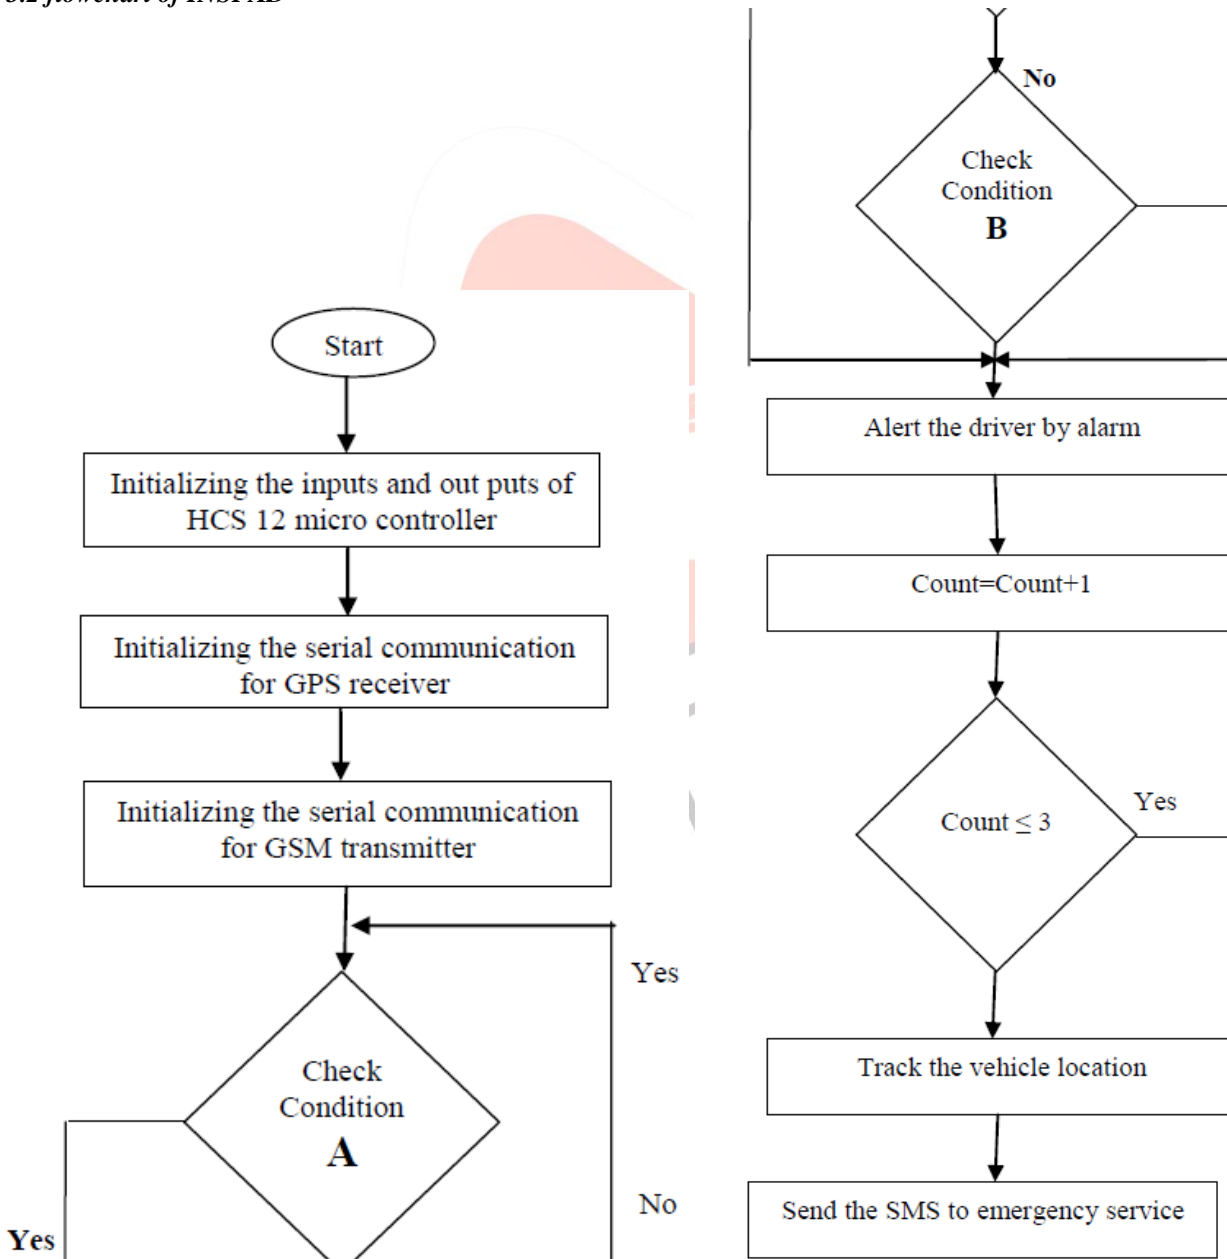 Start
Initializing the inputs and out puts of
HCS 12 micro controller
Initializing the serial communication
for GPS receiver
Initializing the serial communication
for GSM transmitter
Yes
Check
Condition
A
No
Yes
No
Check
Condition
B
Alert the driver by alarm
Count=Count+1
Count ≤ 3
Yes
Track the vehicle location
Send the SMS to emergency service